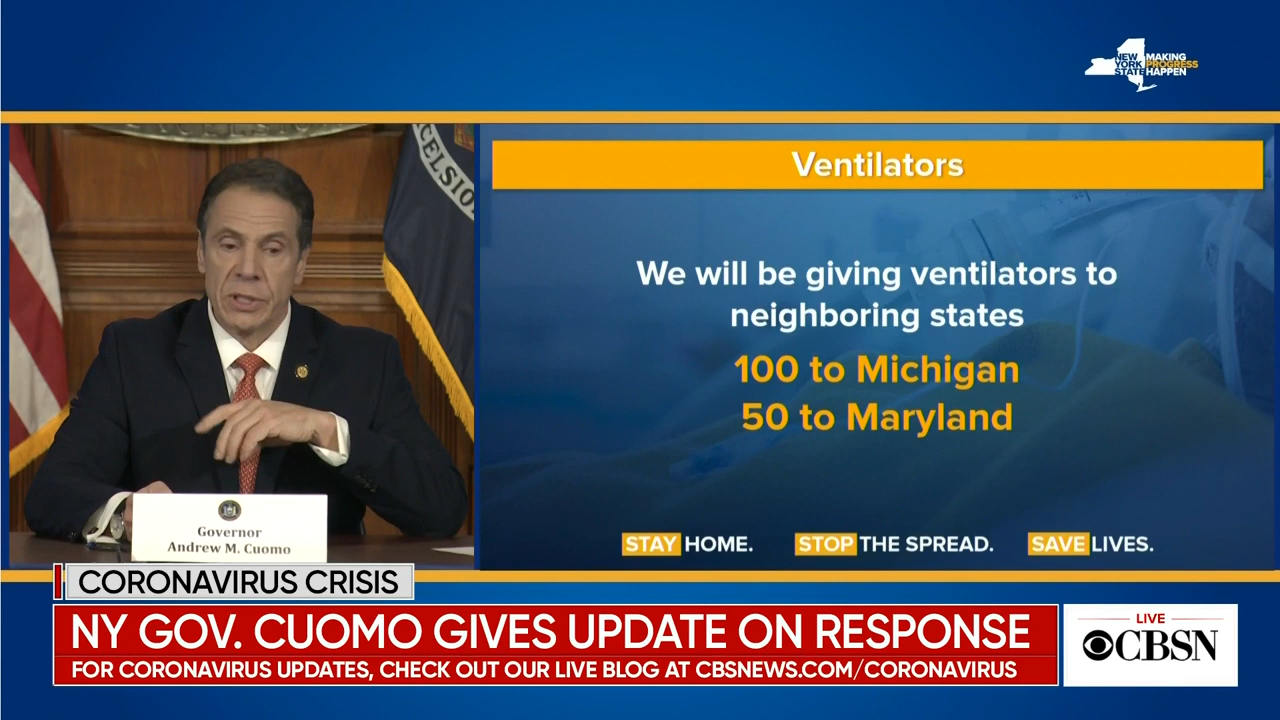 NEW
YORK
STATE
MAKING
PROGRESS
HAPPEN
CELSIO
Ventilators
We will be giving ventilators to
neighboring states
100 to Michigan
50 to Maryland
STAY HOME. STOP THE SPREAD. SAVE LIVES.
Governor
Andrew M. Cuomo
CORONAVIRUS CRISIS
NY GOV. CUOMO GIVES UPDATE ON RESPONSE
FOR CORONAVIRUS UPDATES, CHECK OUT OUR LIVE BLOG AT CBSNEWS.COM/CORONAVIRUS
LIVE
CBSN